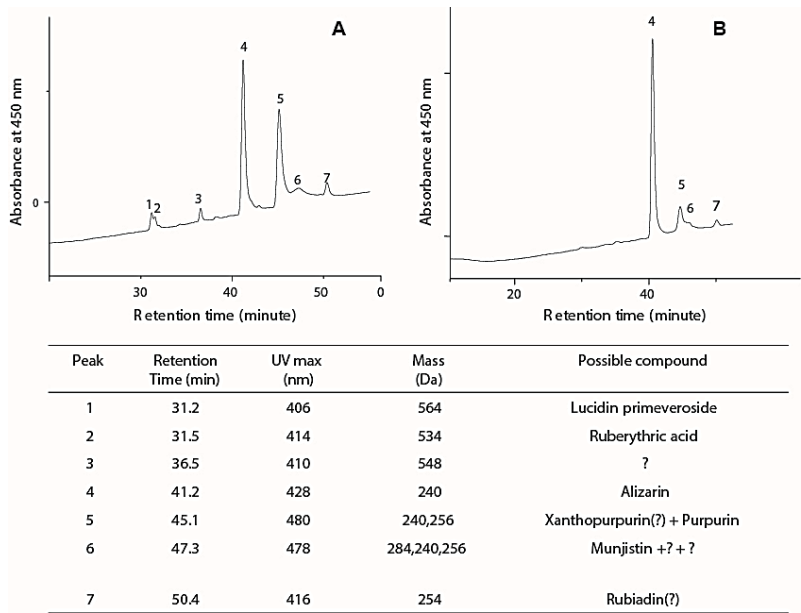 A
B
Absorbance at 450 nm
0
1
2
3
4
5
6
7
30
40
50
0
Retention time (minute)
Absorbance at 450 nm
4
5
6
7
20
40
Retention time (minute)
Peak Retention Time (min) UV max (nm) Mass (Da) Possible compound
1 31.2 406 564 Lucidin primeveroside
2 31.5 414 534 Ruberythric acid
3 36.5 410 548 ?
4 41.2 428 240 Alizarin
5 45.1 480 240,256 Xanthopurpurin(?) + Purpurin
6 47.3 478 284,240,256 Munjistin +? + ?
7 50.4 416 254 Rubiadin(?)